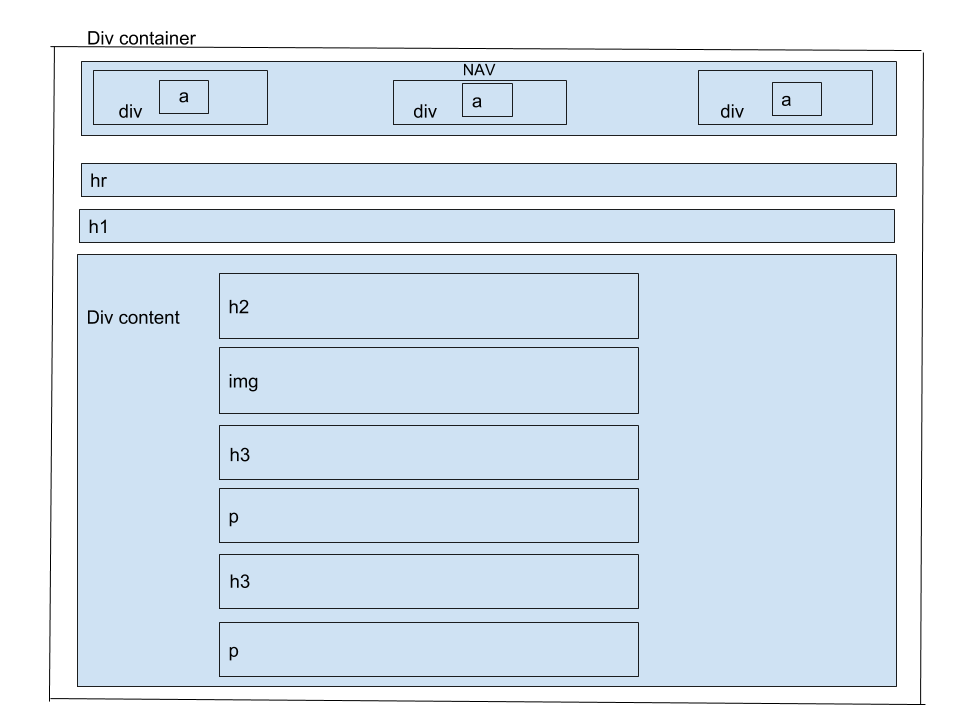 Div container
NAV
div
a
div
a
div
a
hr
h1
Div content
h2
img
h3
p
h3
p